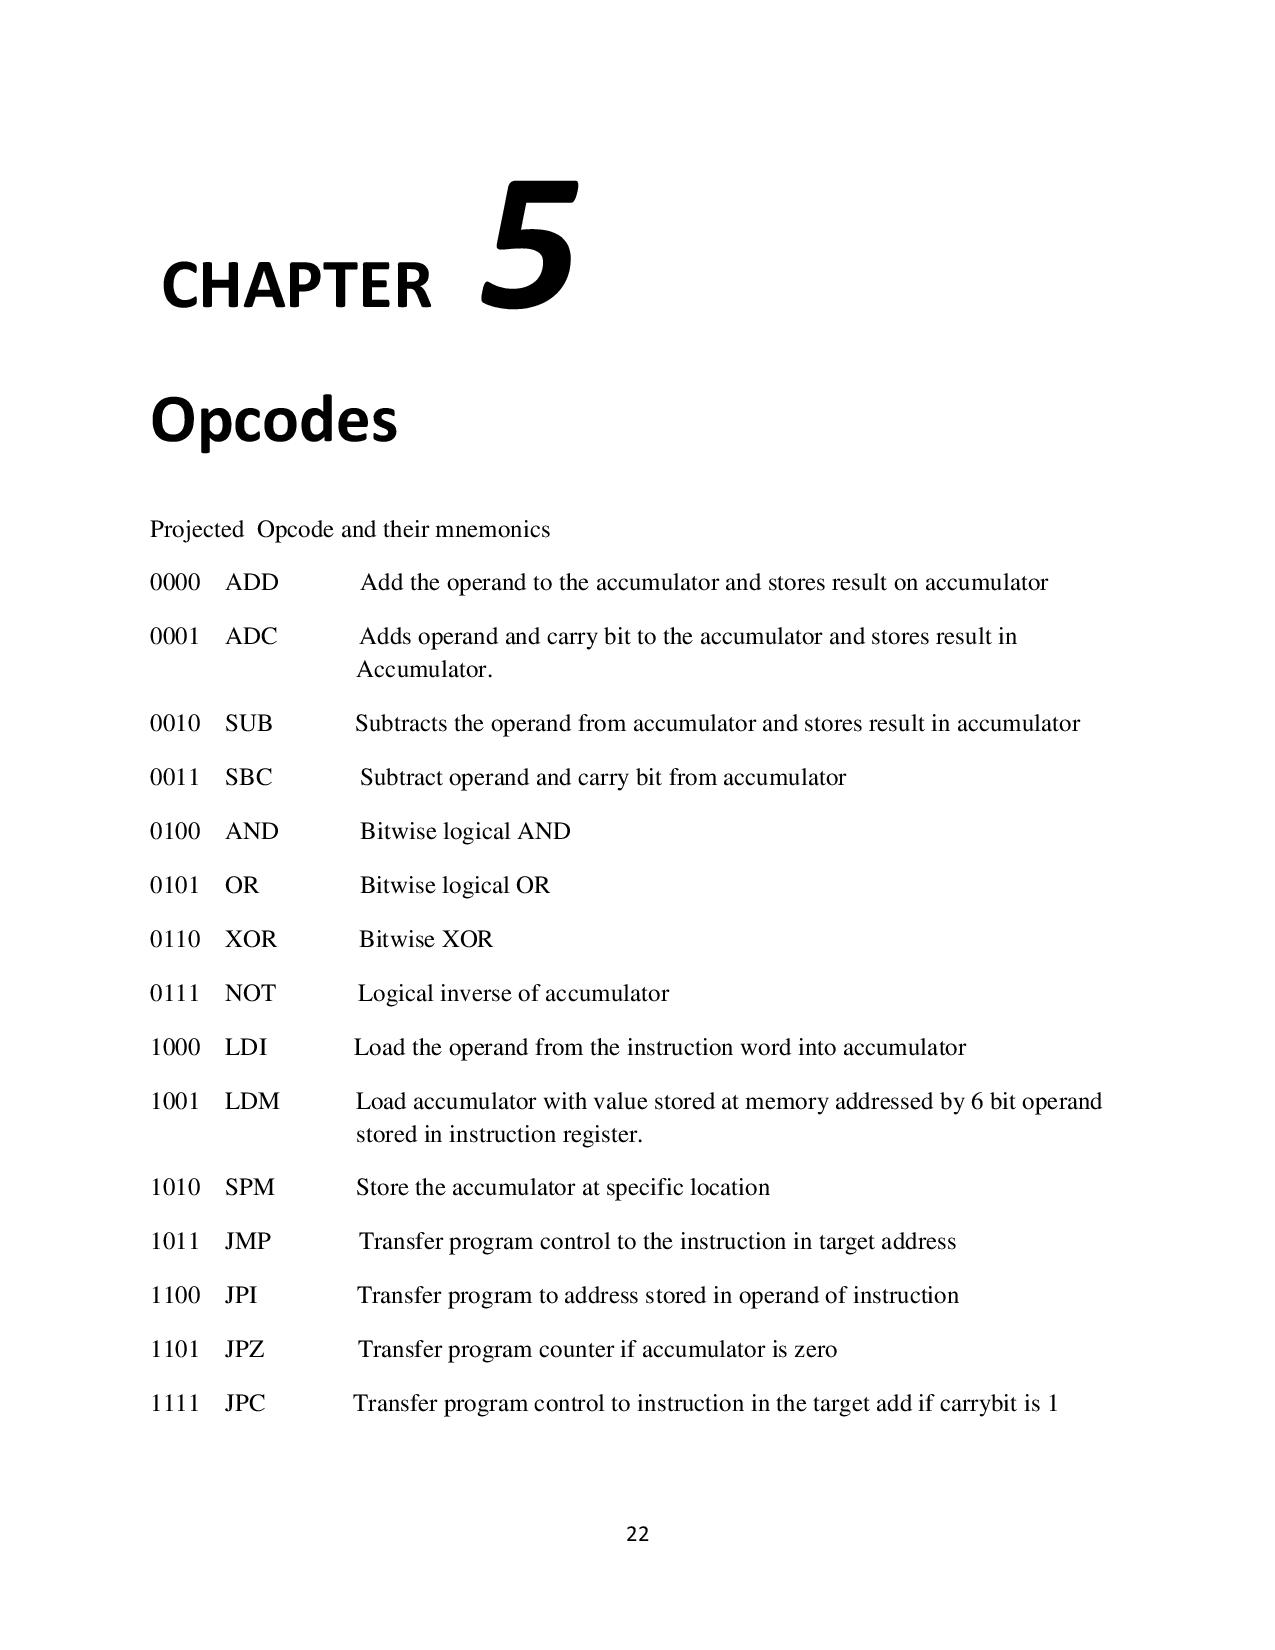 CHAPTER 5
Opcodes
Projected Opcode and their mnemonics
0000 ADD Add the operand to the accumulator and stores result on accumulator
0001 ADC Adds operand and carry bit to the accumulator and stores result in
Accumulator.
0010 SUB Subtracts the operand from accumulator and stores result in accumulator
0011 SBC Subtract operand and carry bit from accumulator
0100 AND Bitwise logical AND
0101 OR Bitwise logical OR
0110 XOR Bitwise XOR
0111 NOT Logical inverse of accumulator
1000 LDI Load the operand from the instruction word into accumulator
1001 LDM Load accumulator with value stored at memory addressed by 6 bit operand
stored in instruction register.
1010 SPM Store the accumulator at specific location
1011 JMP Transfer program control to the instruction in target address
1100 JPI Transfer program to address stored in operand of instruction
1101 JPZ Transfer program counter if accumulator is zero
1111 JPC Transfer program control to instruction in the target add if carrybit is 1
22